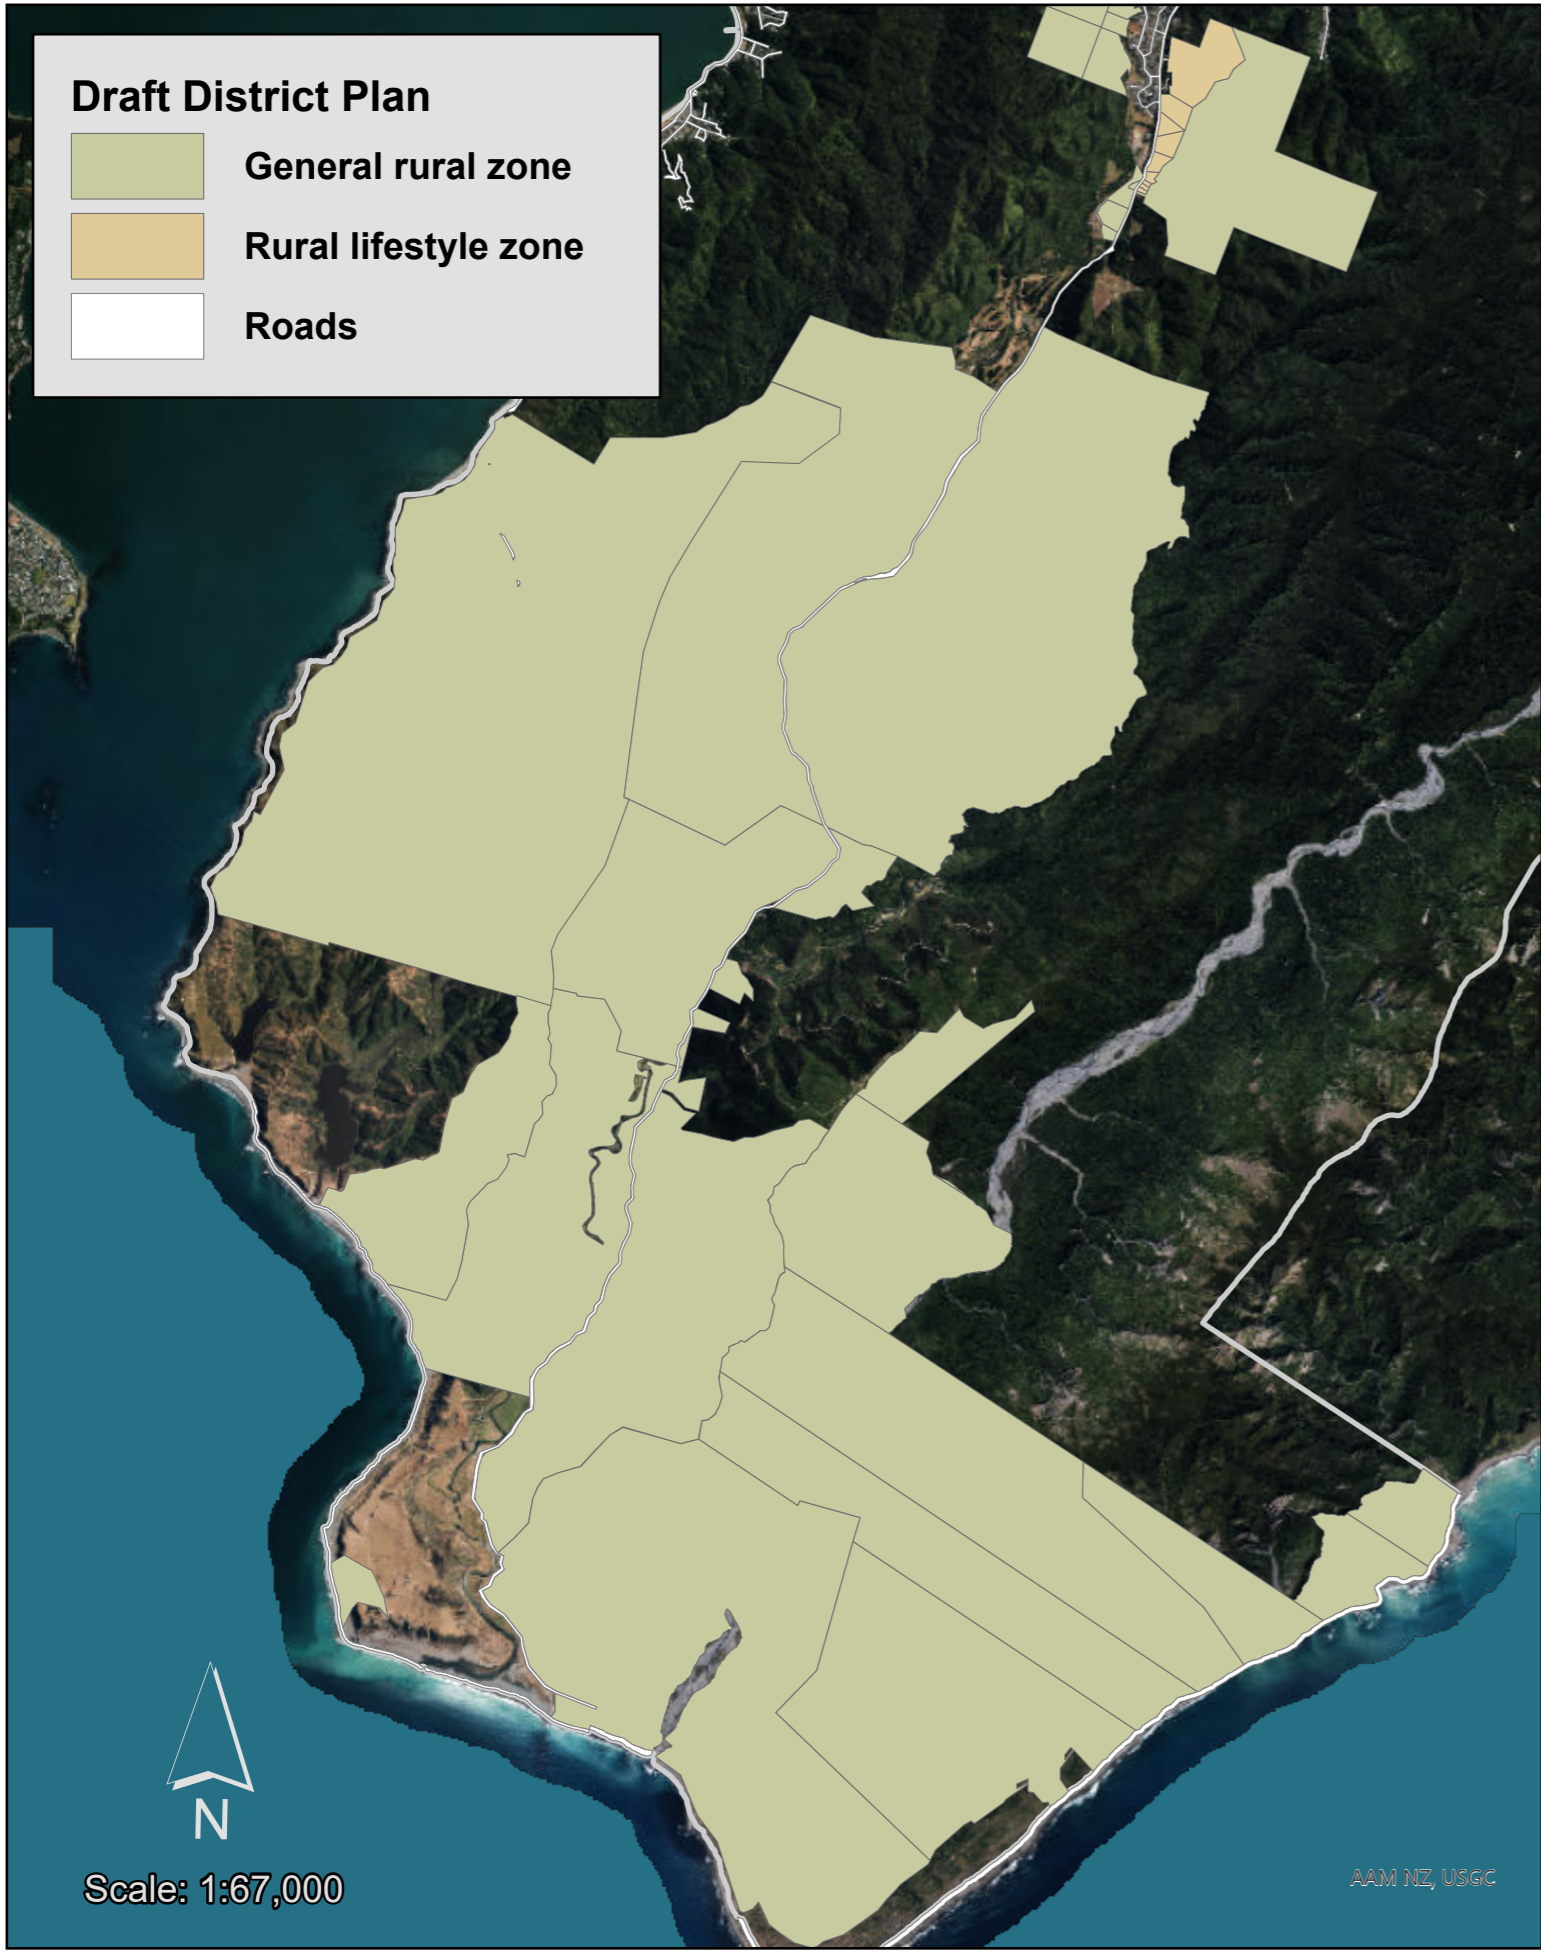 Draft District Plan
General rural zone
Rural lifestyle zone
Roads
N
Scale: 1:67,000
AAM NZ, USGC